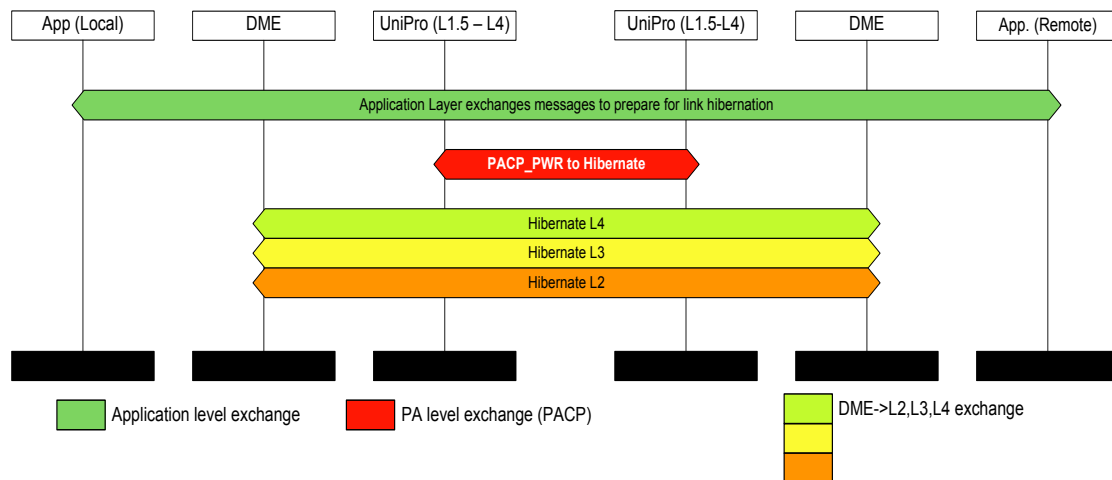 App (Local)
DME
UniPro (L1.5 – L4)
UniPro (L1.5-L4)
DME
App. (Remote)
Application Layer exchanges messages to prepare for link hibernation
PACP_PWR to Hibernate
Hibernate L4
Hibernate L3
Hibernate L2
Application level exchange
PA level exchange (PACP)
DME->L2,L3,L4 exchange